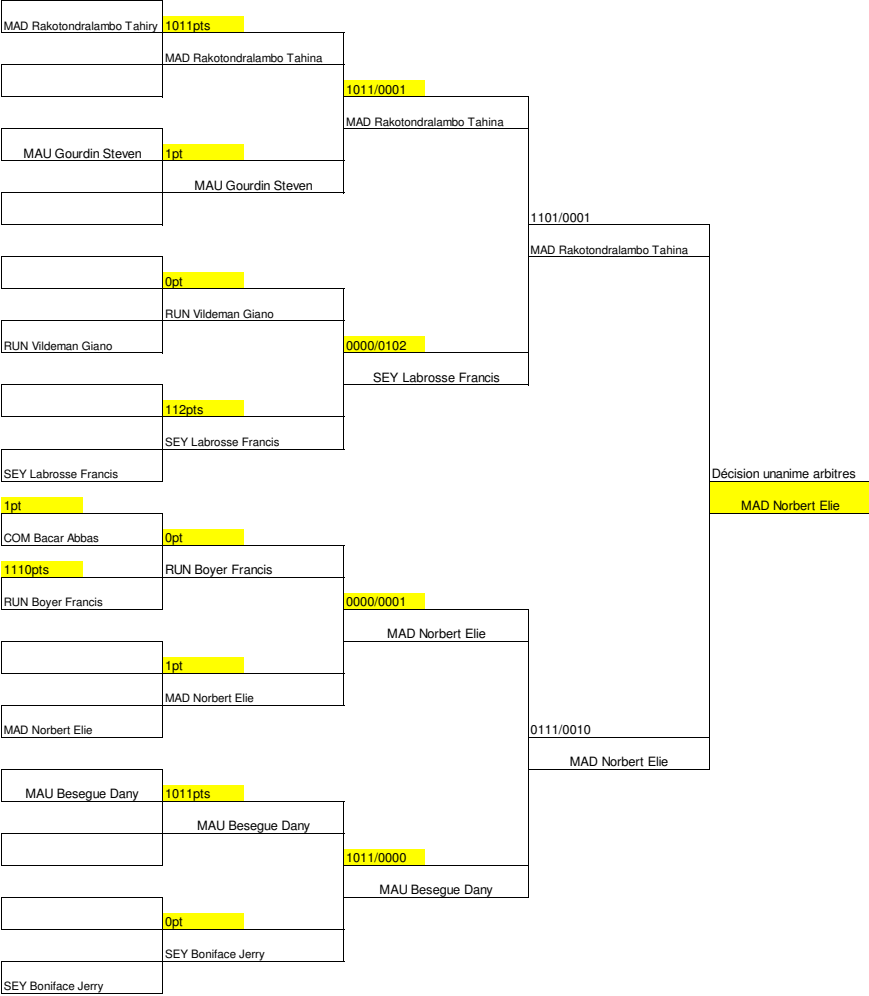 MAD Rakotondralambo Tahiry 1011pts
MAD Rakotondralambo Tahina
1011/0001
MAD Rakotondralambo Tahina
MAU Gourdin Steven 1pt
MAU Gourdin Steven
1101/0001
MAD Rakotondralambo Tahina
0pt
RUN Vildeman Giano
RUN Vildeman Giano 0000/0102
SEY Labrosse Francis
112pts
SEY Labrosse Francis
SEY Labrosse Francis Décision unanime arbitres
1pt MAD Norbert Elie
COM Bacar Abbas 0pt
1110pts RUN Boyer Francis
RUN Boyer Francis 0000/0001
MAD Norbert Elie
1pt
MAD Norbert Elie
MAD Norbert Elie 0111/0010
MAD Norbert Elie
MAU Besegue Dany 1011pts
MAU Besegue Dany
1011/0000
MAU Besegue Dany
0pt
SEY Boniface Jerry
SEY Boniface Jerry